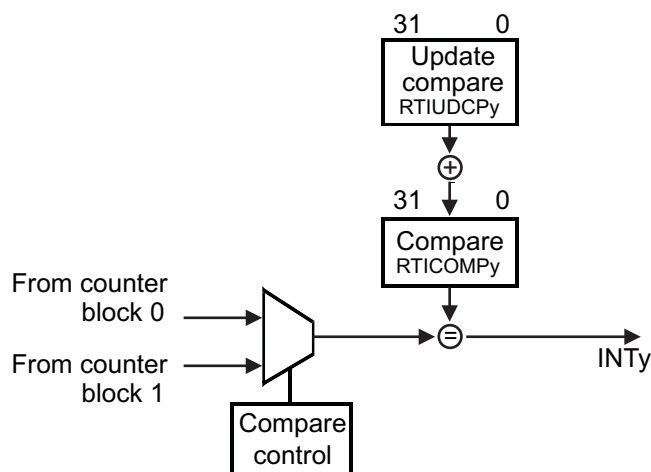 31 0
Update
compare
RTIUDCPy
+
31 0
Compare
RTICOMPy
From counter
block 0
=
From counter
block 1
INTy
Compare
control